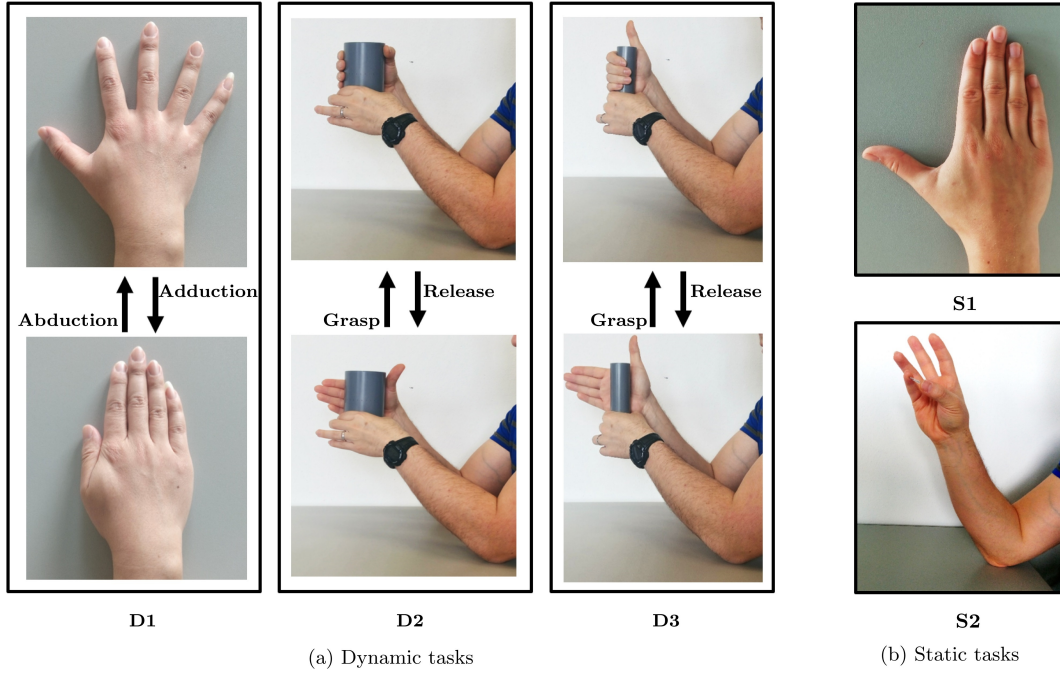 Abduction
Adduction
D1
Grasp
Release
D2
Grasp
Release
D3
(a) Dynamic tasks
S1
S2
(b) Static tasks